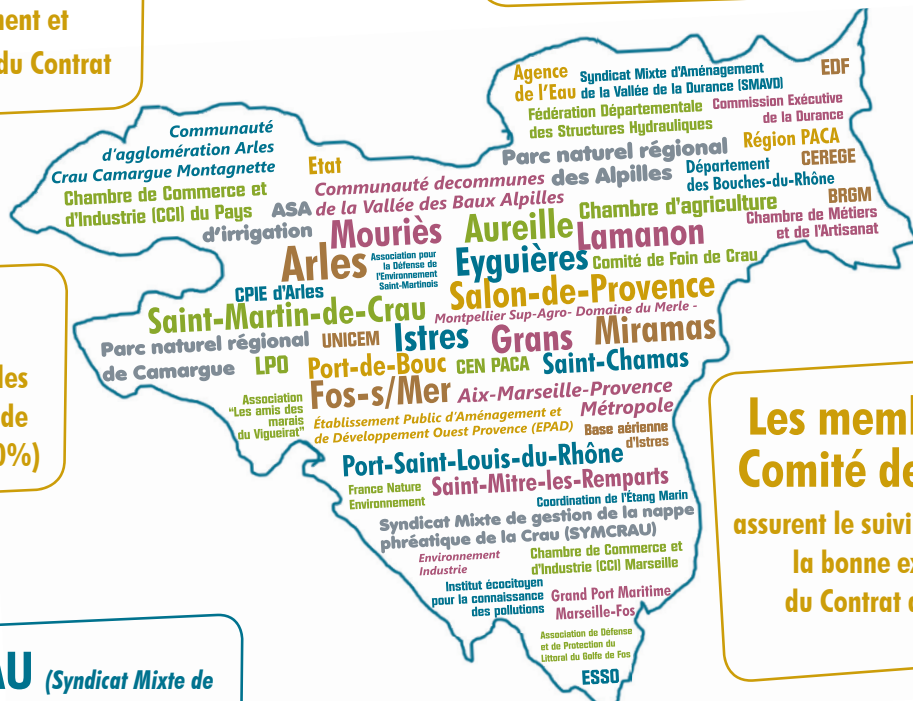 ment et
du Contrat
Agence
de l'Eau
Syndicat Mixte d'Aménagement
de la Vallée de la Durance (SMAVD)
EDF
Fédération Départementale
des Structures Hydrauliques
Commission Exécutive
de la Durance
Communauté
d'agglomération Arles
Crau Camargue Montagnette
Etat
Parc naturel régional
des Alpilles
Région PACA
CEREGE
Département
des Bouches-du-Rhône
Chambre de Commerce et
d'Industrie (CCI) du Pays
Communauté decommunes
de la Vallée des Baux Alpilles
ASA
d'irrigation
BRGM
Chambre d'agriculture
Chambre de Métiers
et de l'Artisanat
Mouriès
Aureille
Lamanon
Arles
Association pour
la Défense de
l'Environnement
Saint-Martinois
Eyguières
Comité de Foin de Crau
CPIE d'Arles
Salon-de-Provence
Saint-Martin-de-Crau
Montpellier Sup-Agro- Domaine du Merle -
Parc naturel régional
de Camargue
UNICEM
Istres
Grans
Miramas
LPO
Port-de-Bouc
CEN PACA
Saint-Chamas
les
de
0%)
Association
"Les amis des
marais
du Vigueirat"
Fos-s/Mer
Aix-Marseille-Provence
Métropole
Établissement Public d'Aménagement et
de Développement Ouest Provence (EPAD)
Base aérienne
d'Istres
Port-Saint-Louis-du-Rhône
France Nature
Environnement
Saint-Mitre-les-Remparts
Coordination de l'Étang Marin
Syndicat Mixte de gestion de la nappe
phréatique de la Crau (SYMCRAU)
Environnement
Industrie
Chambre de Commerce et
d'Industrie (CCI) Marseille
Institut écocitoyen
pour la connaissance
des pollutions
Grand Port Maritime
Marseille-Fos
Association de Défense
et de Protection du
Littoral du Golfe de Fos
ESSO
Les mem
Comité de
assurent le suivi
la bonne ex
du Contrat
AU (Syndicat Mixte de